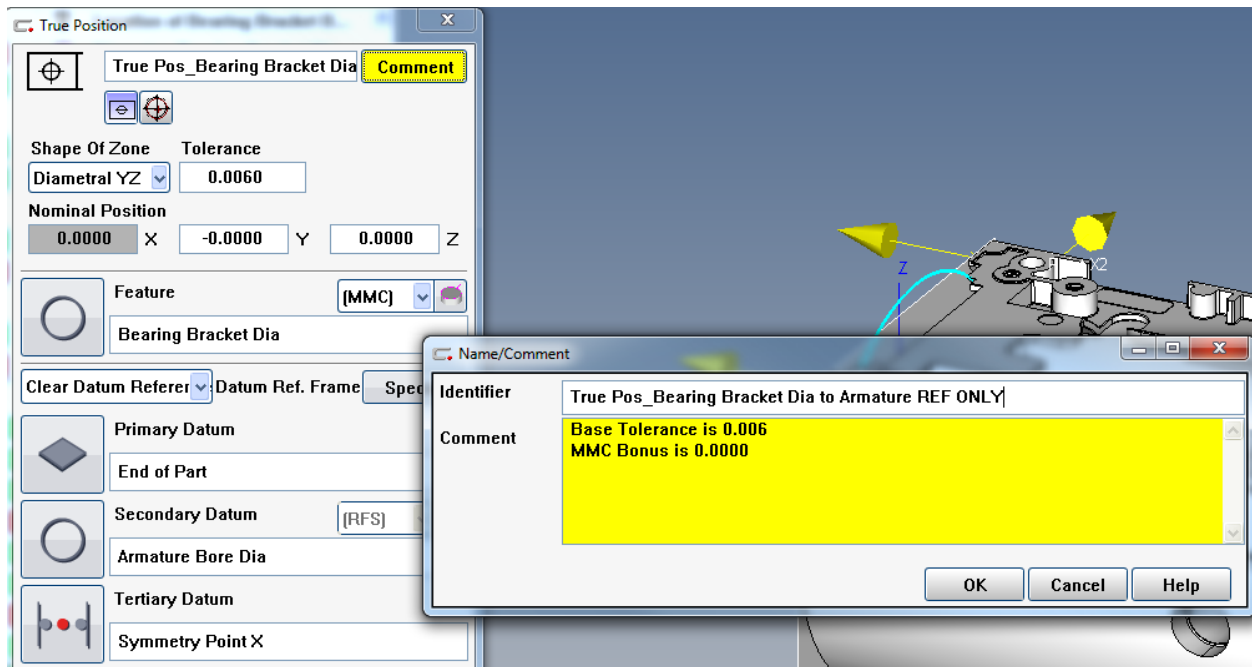 True Position
X
True Pos_Bearing Bracket Dia
Comment
Shape Of Zone Tolerance
Diametral YZ 0.0060
Nominal Position
0.0000 X -0.0000 Y 0.0000 Z
Feature (MMC)
Bearing Bracket Dia
Clear Datum Referer Datum Ref. Frame Spec
Primary Datum
End of Part
Secondary Datum (RFS)
Armature Bore Dia
Tertiary Datum
Symmetry Point X
Z
X2
Name/Comment
X
Identifier
True Pos_Bearing Bracket Dia to Armature REF ONLY
Comment
Base Tolerance is 0.006
MMC Bonus is 0.0000
OK Cancel Help